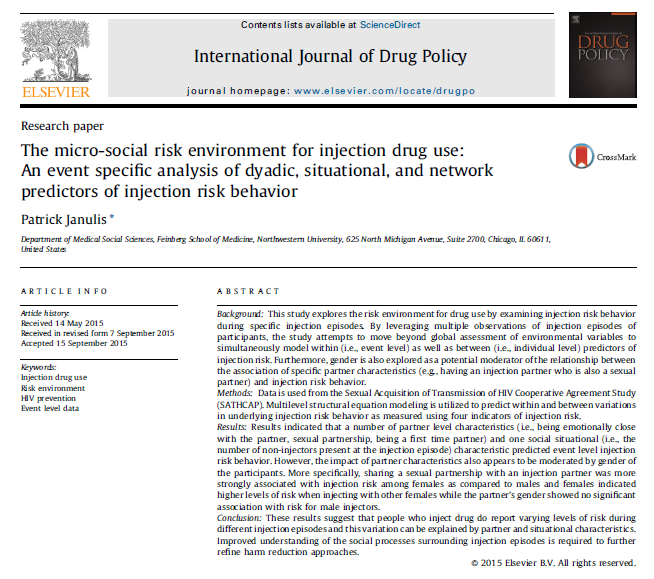 Contents lists available at ScienceDirect
International Journal of Drug Policy
journal homepage: www.elsevier.com/locate/drugpo
ELSEVIER
DRUG
POLICY
Research paper
The micro-social risk environment for injection drug use:
An event specific analysis of dyadic, situational, and network
predictors of injection risk behavior
CrossMark
Patrick Janulis *
Department of Medical Social Sciences, Feinberg School of Medicine, Northwestern University, 625 North Michigan Avenue, Suite 2700, Chicago, IL 60611,
United States
ARTICLE INFO
Article history:
Received 14 May 2015
Received in revised form 7 September 2015
Accepted 15 September 2015
Keywords:
Injection drug use
Risk environment
HIV prevention
Event level data
ABSTRACT
Background: This study explores the risk environment for drug use by examining injection risk behavior
during specific injection episodes. By leveraging multiple observations of injection episodes of
participants, the study attempts to move beyond global assessment of environmental variables to
simultaneously model within (i.e., event level) as well as between (i.e., individual level) predictors of
injection risk. Furthermore, gender is also explored as a potential moderator of the relationship between
the association of specific partner characteristics (e.g., having an injection partner who is also a sexual
partner) and injection risk behavior.
Methods: Data is used from the Sexual Acquisition of Transmission of HIV Cooperative Agreement Study
(SATHCAP). Multilevel structural equation modeling is utilized to predict within and between variations
in underlying injection risk behavior as measured using four indicators of injection risk.
Results: Results indicated that a number of partner level characteristics (i.e., being emotionally close
with the partner, sexual partnership, being a first time partner) and one social situational (i.e., the
number of non-injectors present at the injection episode) characteristic predicted event level injection
risk behavior. However, the impact of partner characteristics also appears to be moderated by gender of
the participants. More specifically, sharing a sexual partnership with an injection partner was more
strongly associated with injection risk among females as compared to males and females indicated
higher levels of risk when injecting with other females while the partner's gender showed no significant
association with risk for male injectors.
Conclusion: These results suggest that people who inject drug do report varying levels of risk during
different injection episodes and this variation can be explained by partner and situational characteristics.
Improved understanding of the social processes surrounding injection episodes is required to further
refine harm reduction approaches.
© 2015 Elsevier B.V. All rights reserved.